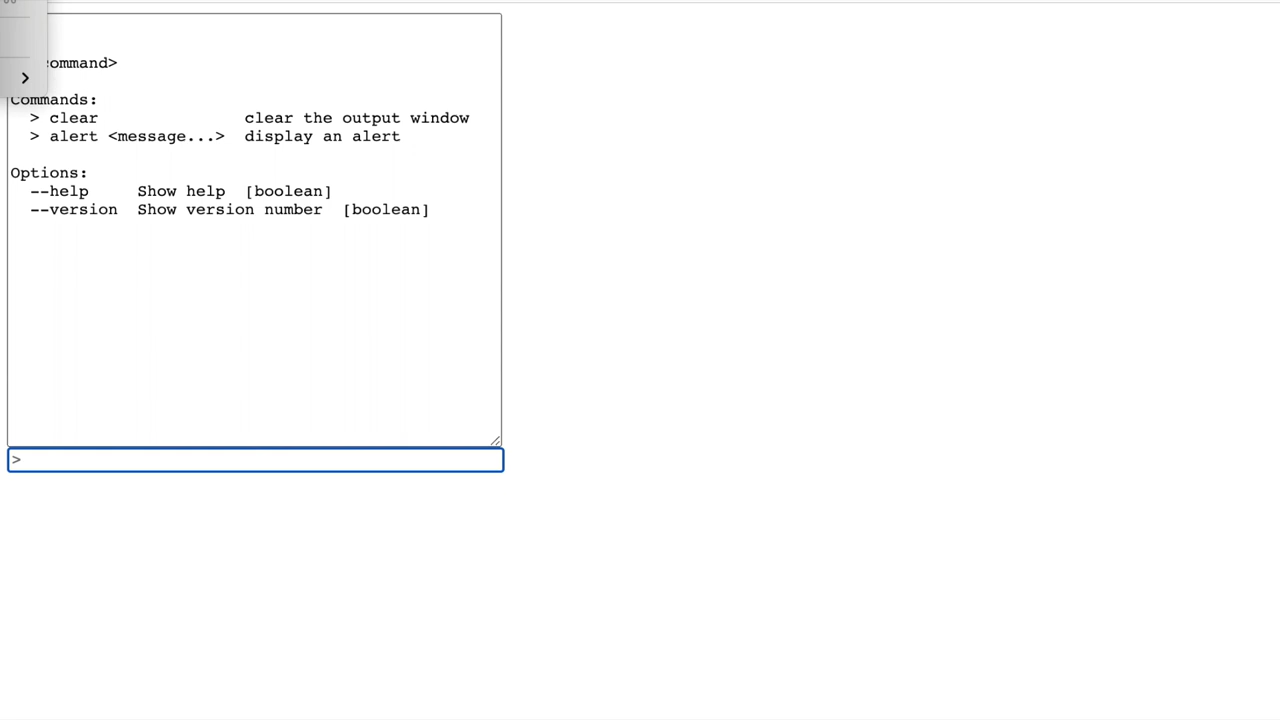 command>
Commands:
> clear clear the output window
> alert <message...> display an alert
Options:
--help Show help [boolean]
--version Show version number [boolean]
>